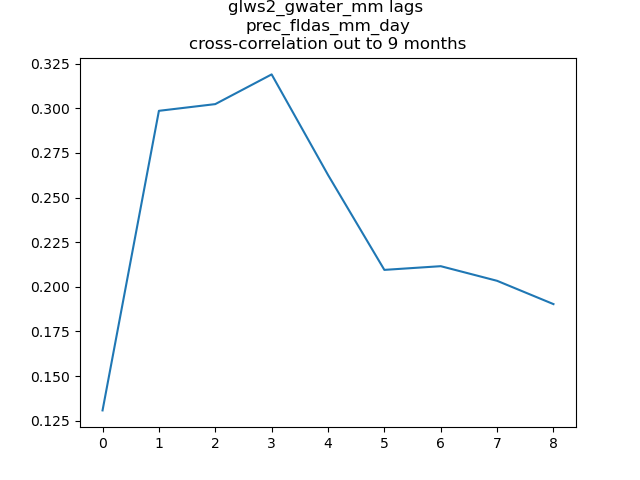 glws2_gwater_mm lags
prec_fldas_mm_day
cross-correlation out to 9 months
0.325
0.300
0.275
0.250
0.225
0.200
0.175
0.150
0.125
0 1 2 3 4 5 6 7 8